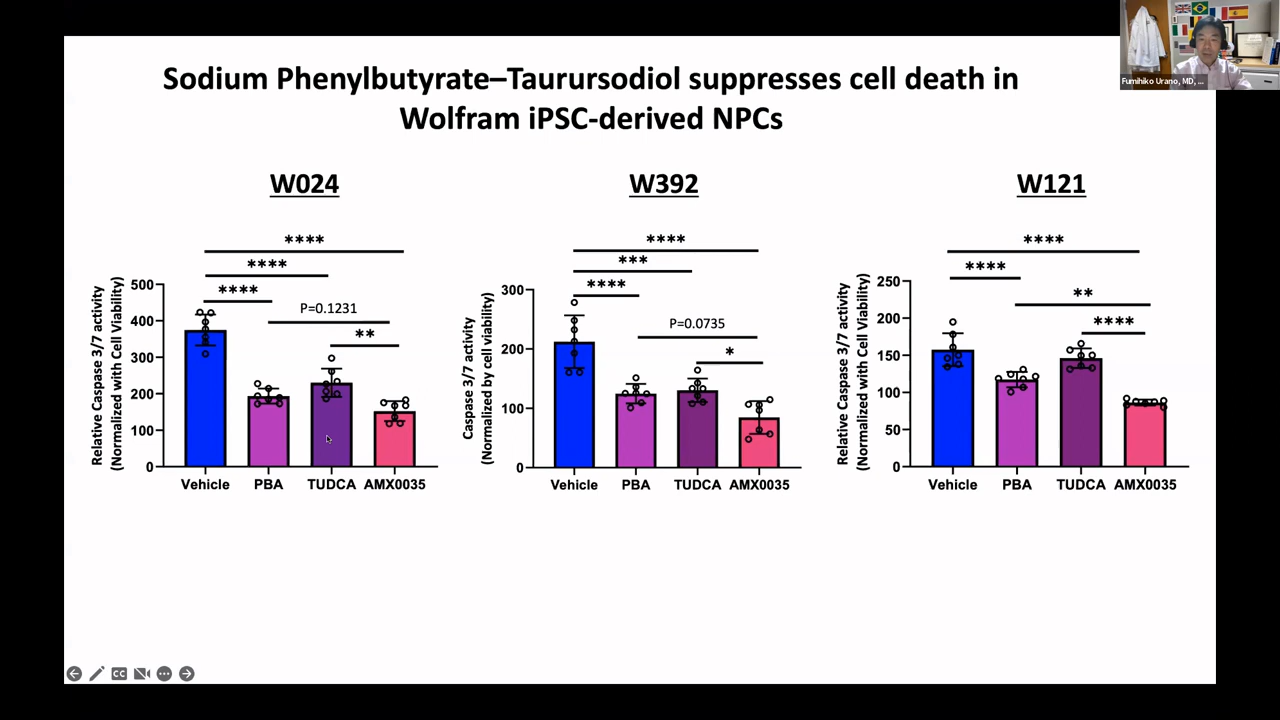 Fumihiko Urano, MD, ...
Sodium Phenylbutyrate–Taurursodiol suppresses cell death in
Wolfram iPSC-derived NPCs
W024
Relative Caspase 3/7 activity
(Normalized with Cell Viability)
****
****
****
P=0.1231
**
500
400
300
200
100
0
Vehicle PBA TUDCA AMX0035
W392
Caspase 3/7 activity
(Normalized by cell viability)
****
***
****
P=0.0735
*
300
200
100
0
Vehicle PBA TUDCA AMX0035
W121
Relative Caspase 3/7 activity
(Normalized with Cell Viability)
****
****
**
****
250
200
150
100
50
0
Vehicle PBA TUDCA AMX0035
CC